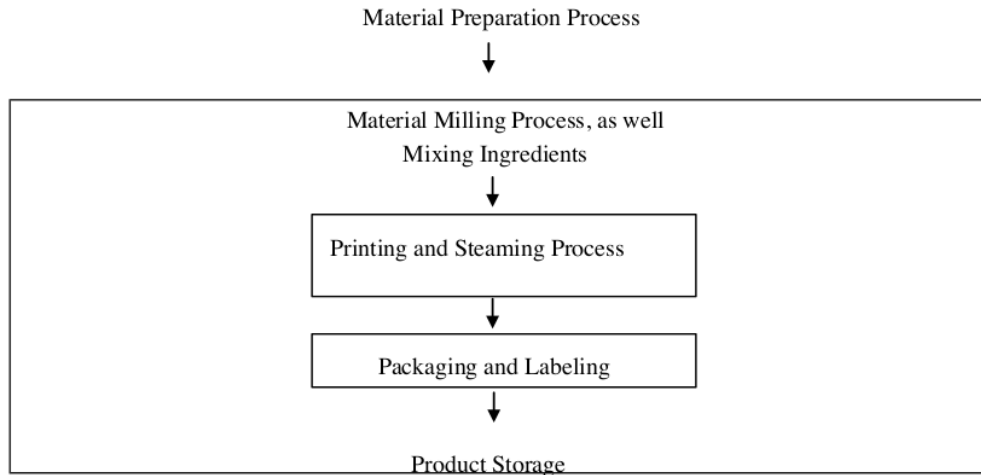 Material Preparation Process
Material Milling Process, as well
Mixing Ingredients
Printing and Steaming Process
Packaging and Labeling
Product Storage